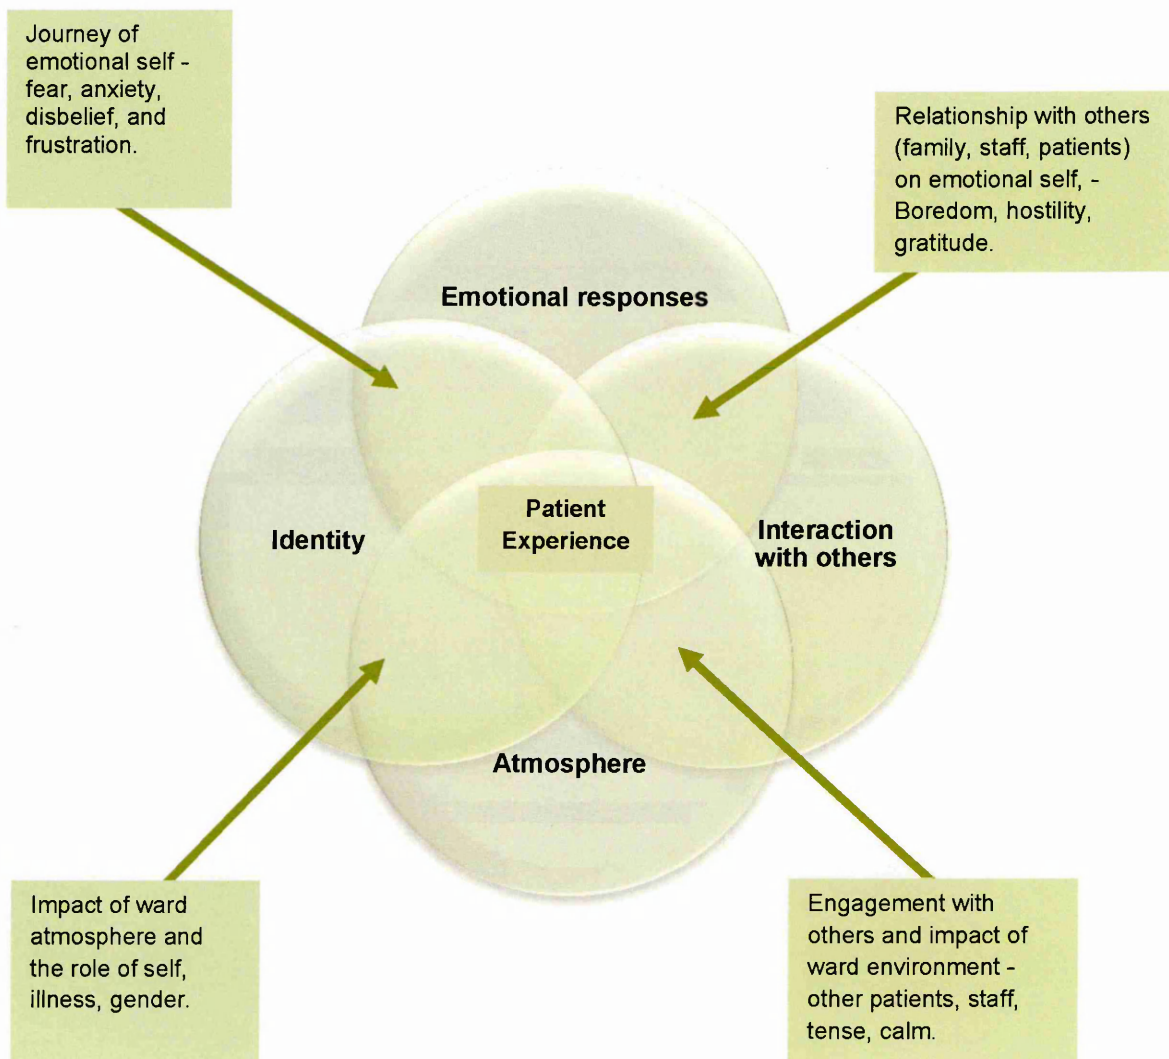 Journey of
emotional self -
fear, anxiety,
disbelief, and
frustration.
Relationship with others
(family, staff, patients)
on emotional self, -
Boredom, hostility,
gratitude.
Emotional responses
Identity
Patient
Experience
Interaction
with others
Atmosphere
Impact of ward
atmosphere and
the role of self,
illness, gender.
Engagement with
others and impact of
ward environment -
other patients, staff,
tense, calm.